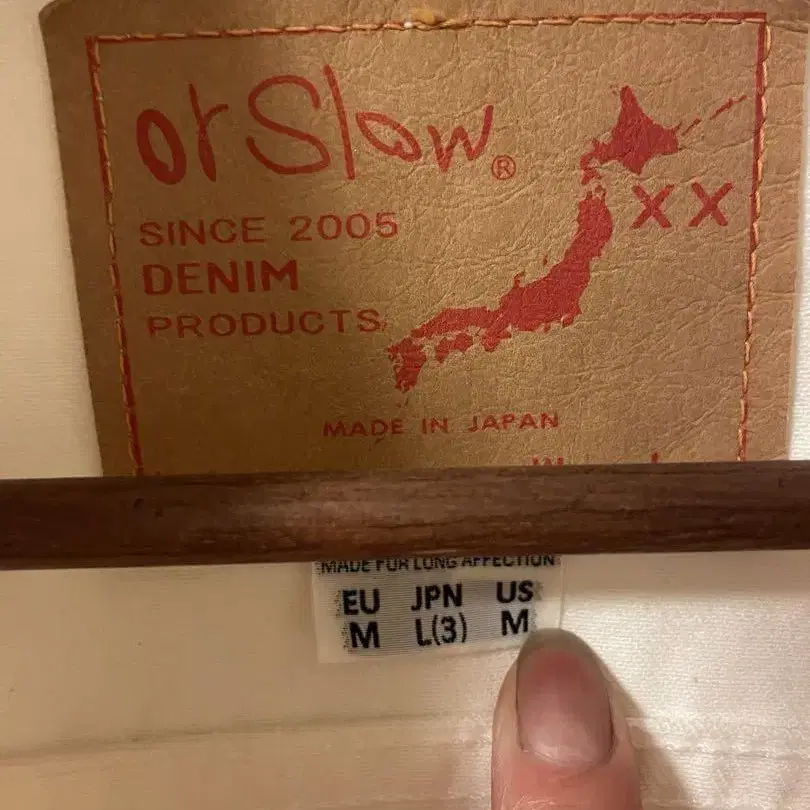 orSlow®
XX
SINCE 2005
DENIM
PRODUCTS
MADE IN JAPAN
MADE FOR LONG AFFECTION
EU JPN US
M L(3) M